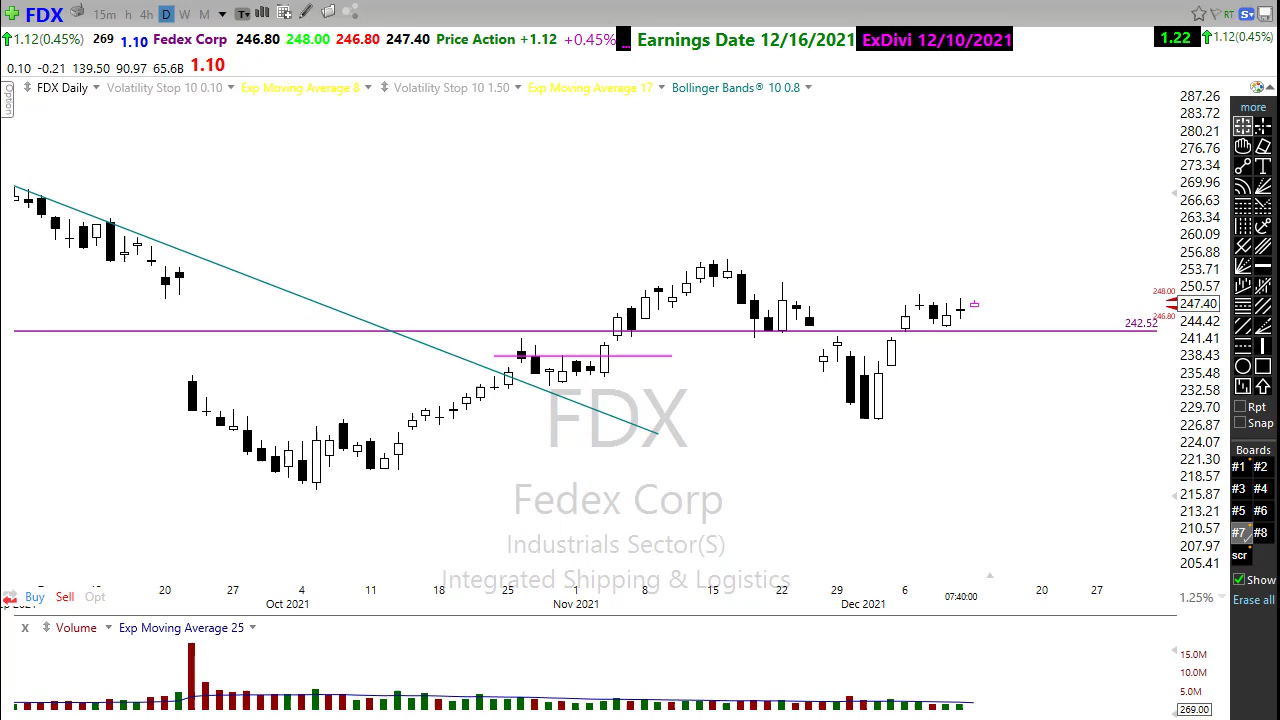 FDX 15m h 4h D W M T RT S
1.12(0.45%) 269 1.10 Fedex Corp 246.80 248.00 246.80 247.40 Price Action +1.12 +0.45% ... Earnings Date 12/16/2021 ExDivi 12/10/2021 1.22 1.12(0.45%)
0.10 -0.21 139.50 90.97 65.6B 1.10
Option
FDX Daily Volatility Stop 10 0.10 Exp Moving Average 8 Volatility Stop 10 1.50 Exp Moving Average 17 Bollinger Bands® 10 0.8
287.26
283.72
280.21
276.76
273.34
269.96
266.63
263.34
260.09
256.88
253.71
250.57
248.00
247.40
246.80
244.42
242.52
241.41
238.43
235.48
232.58
229.70
226.87
224.07
221.30
218.57
215.87
213.21
210.57
207.97
205.41
FDX
Fedex Corp
Industrials Sector(S)
Integrated Shipping & Logistics
20 27 4 11 18 25 1 8 15 22 29 6 07:40:00 20 27
Oct 2021 Nov 2021 Dec 2021
Buy Sell Opt
1.25%
X Volume Exp Moving Average 25
15.0M
10.0M
5.0M
269.00
more
T
Rpt
Snap
Boards
#1 #2
#3 #4
#5 #6
#7 #8
scr
Show
Erase all